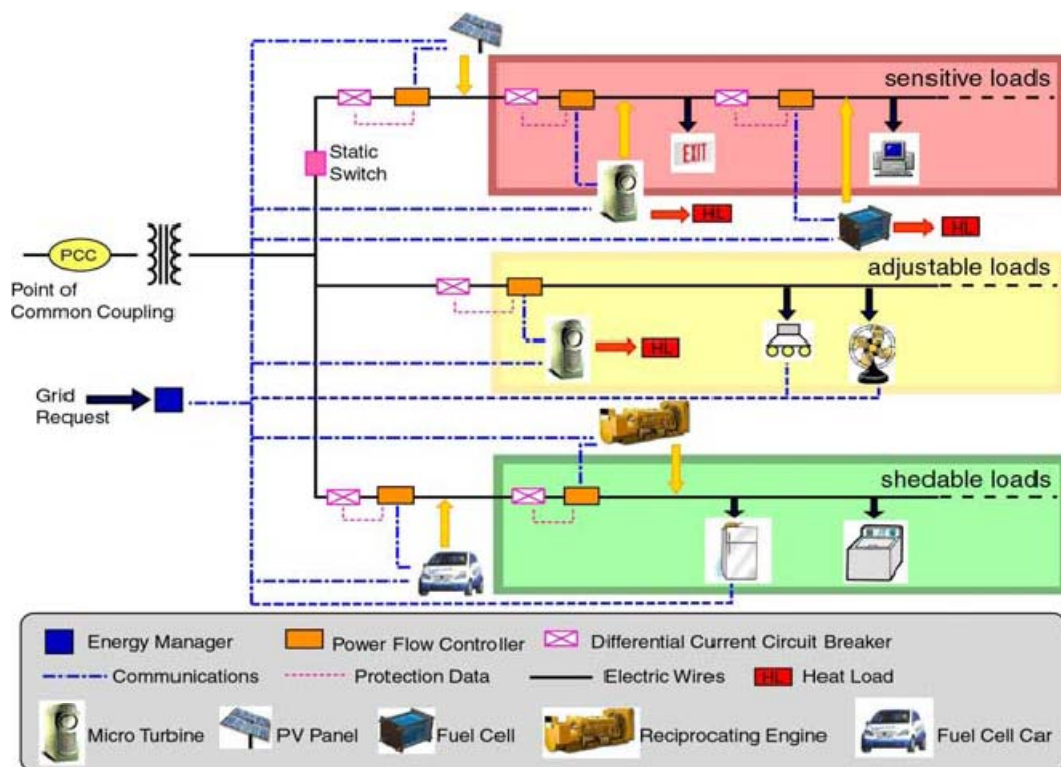 sensitive loads
EXIT
Static
Switch
HL
HL
PCC
Point of
Common Coupling
adjustable loads
HL
Grid
Request
shedable loads
Energy Manager
Power Flow Controller
Differential Current Circuit Breaker
Communications
Protection Data
Electric Wires
HL
Heat Load
Micro Turbine
PV Panel
Fuel Cell
Reciprocating Engine
Fuel Cell Car